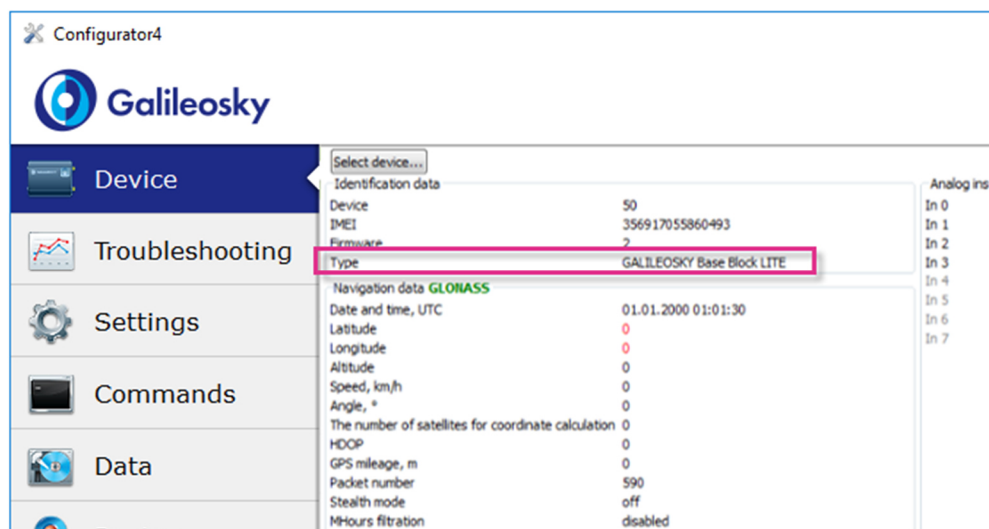 Configurator4
Galileosky
Device
Troubleshooting
Settings
Commands
Data
Select device...
Identification data
Device 50
IMEI 356917055860493
Firmware 2
Type GALILEOSKY Base Block LITE
Navigation data GLONASS
Date and time, UTC 01.01.2000 01:01:30
Latitude 0
Longitude 0
Altitude 0
Speed, km/h 0
Angle, ° 0
The number of satellites for coordinate calculation 0
HDOP 0
GPS mileage, m 0
Packet number 590
Stealth mode off
MHours filtration disabled
Analog ins
In 0
In 1
In 2
In 3
In 4
In 5
In 6
In 7